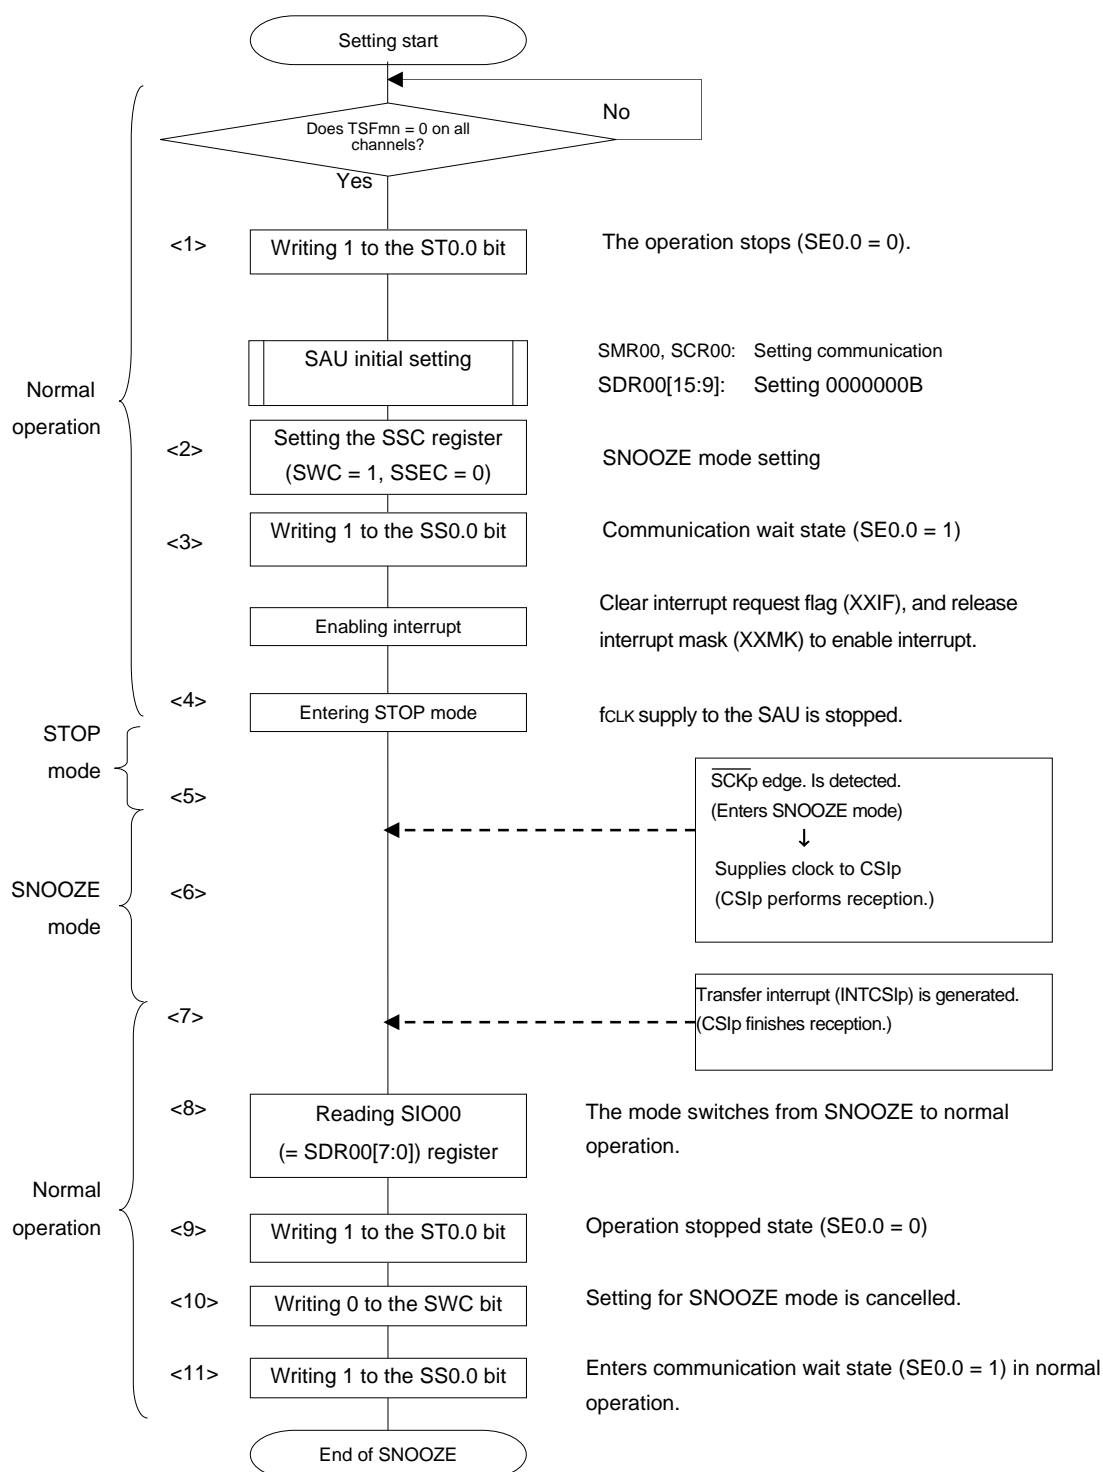 Setting start
No
Does TSFmn = 0 on all
channels?
Yes
<1>
Writing 1 to the ST0.0 bit
The operation stops (SE0.0 = 0).
SAU initial setting
SMR00, SCR00: Setting communication
SDR00[15:9]: Setting 0000000B
Normal
operation
<2>
Setting the SSC register
(SWC = 1, SSEC = 0)
SNOOZE mode setting
<3>
Writing 1 to the SS0.0 bit
Communication wait state (SE0.0 = 1)
Enabling interrupt
Clear interrupt request flag (XXIF), and release
interrupt mask (XXMK) to enable interrupt.
<4>
Entering STOP mode
fCLK supply to the SAU is stopped.
STOP
mode
<5>
SCKp edge. Is detected.
(Enters SNOOZE mode)
↓
Supplies clock to CSIp
(CSIp performs reception.)
SNOOZE
mode
<6>
<7>
Transfer interrupt (INTCSIp) is generated.
(CSIp finishes reception.)
<8>
Reading SIO00
(= SDR00[7:0]) register
The mode switches from SNOOZE to normal
operation.
Normal
operation
<9>
Writing 1 to the ST0.0 bit
Operation stopped state (SE0.0 = 0)
<10>
Writing 0 to the SWC bit
Setting for SNOOZE mode is cancelled.
<11>
Writing 1 to the SS0.0 bit
Enters communication wait state (SE0.0 = 1) in normal
operation.
End of SNOOZE